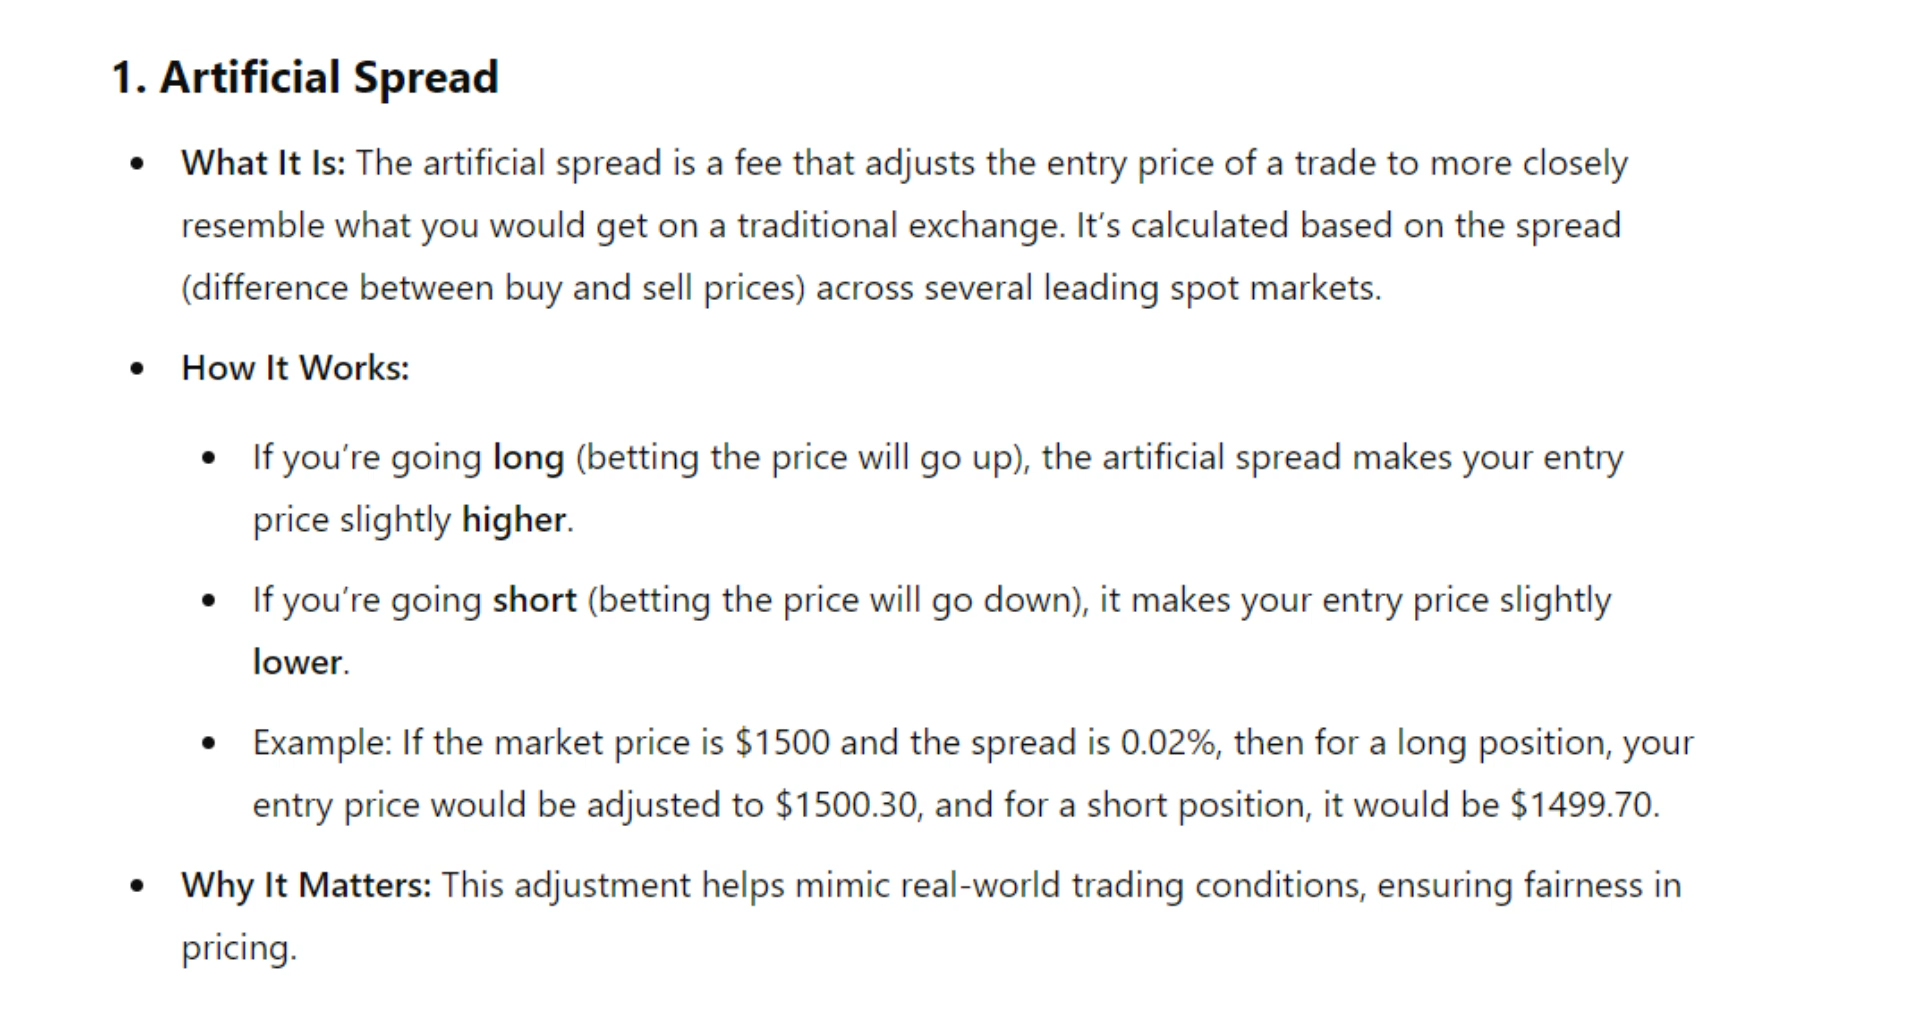 1. Artificial Spread
• What It Is: The artificial spread is a fee that adjusts the entry price of a trade to more closely
resemble what you would get on a traditional exchange. It’s calculated based on the spread
(difference between buy and sell prices) across several leading spot markets.
• How It Works:
• If you’re going long (betting the price will go up), the artificial spread makes your entry
price slightly higher.
• If you’re going short (betting the price will go down), it makes your entry price slightly
lower.
• Example: If the market price is $1500 and the spread is 0.02%, then for a long position, your
entry price would be adjusted to $1500.30, and for a short position, it would be $1499.70.
• Why It Matters: This adjustment helps mimic real-world trading conditions, ensuring fairness in
pricing.